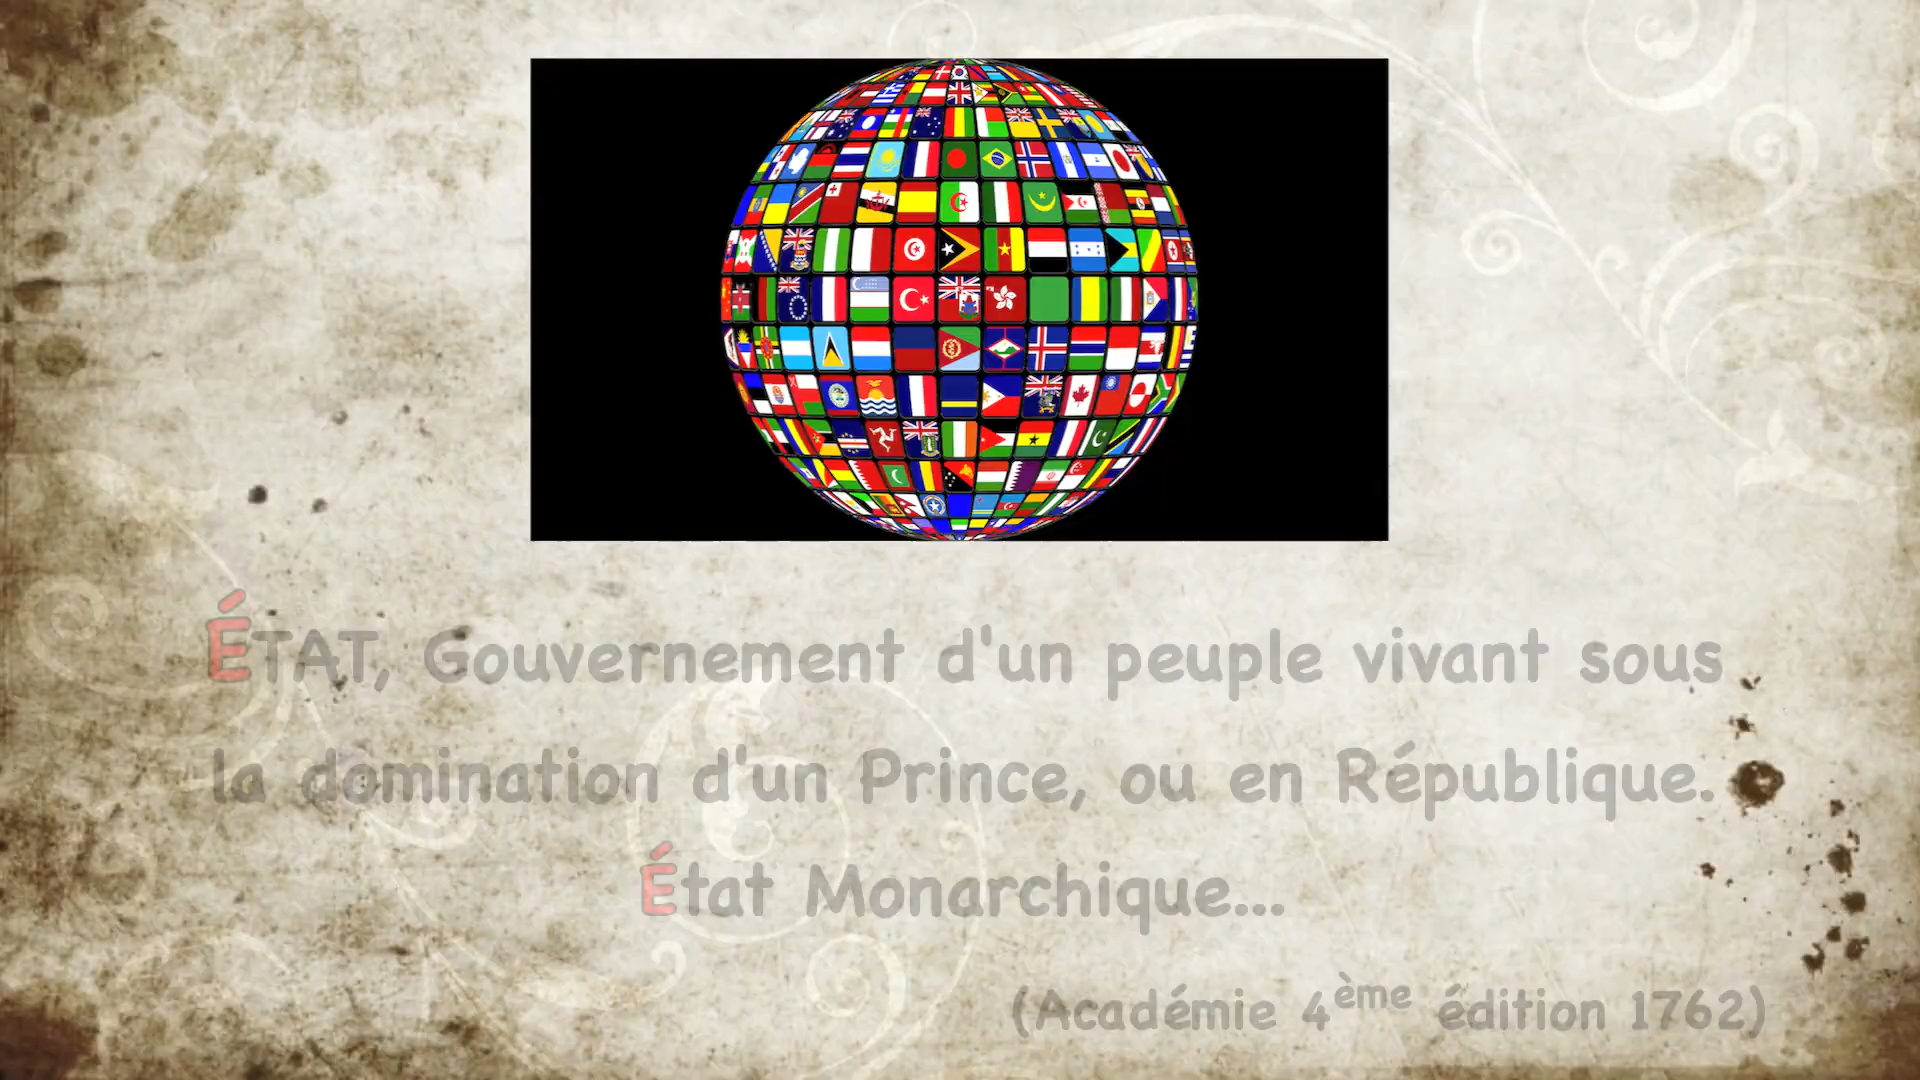 ÉTAT, Gouvernement d'un peuple vivant sous
la domination d'un Prince, ou en République.
État Monarchique...
(Académie 4ème édition 1762)